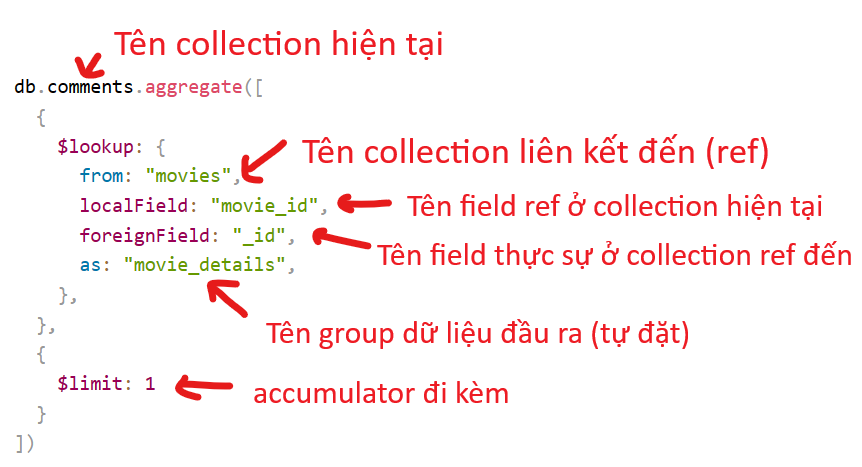 Tên collection hiện tại
db.comments.aggregate([
{
$lookup: {
Tên collection liên kết đến (ref)
from: "movies",
localField: "movie_id",
Tên field ref ở collection hiện tại
foreignField: "_id",
Tên field thực sự ở collection ref đến
as: "movie_details",
},
Tên group dữ liệu đầu ra (tự đặt)
},
{
$limit: 1
accumulator đi kèm
}
])